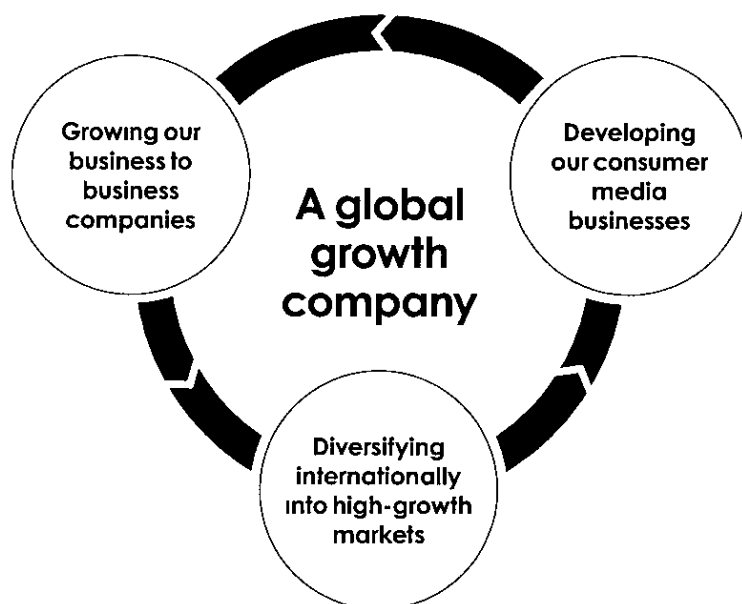 Growing our
business to
business
companies
Developing
our consumer
media
businesses
A global
growth
company
Diversifying
internationally
into high-growth
markets